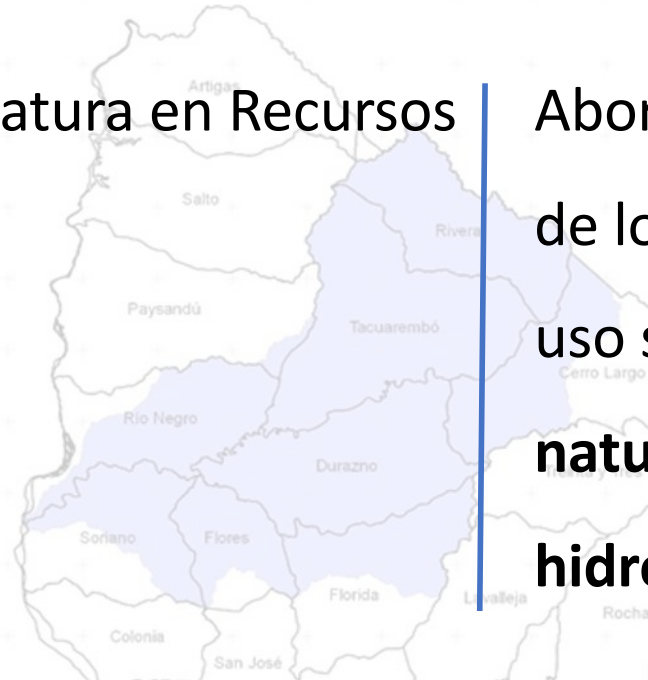 atura en Recursos
Abor
de lo
uso s
natu
hidro
Artigas
Salto
Rivera
Paysandú
Tacuarembó
Cerro Largo
Río Negro
Durazno
Soriano
Flores
Florida
Lavalleja
Rocha
Colonia
San José